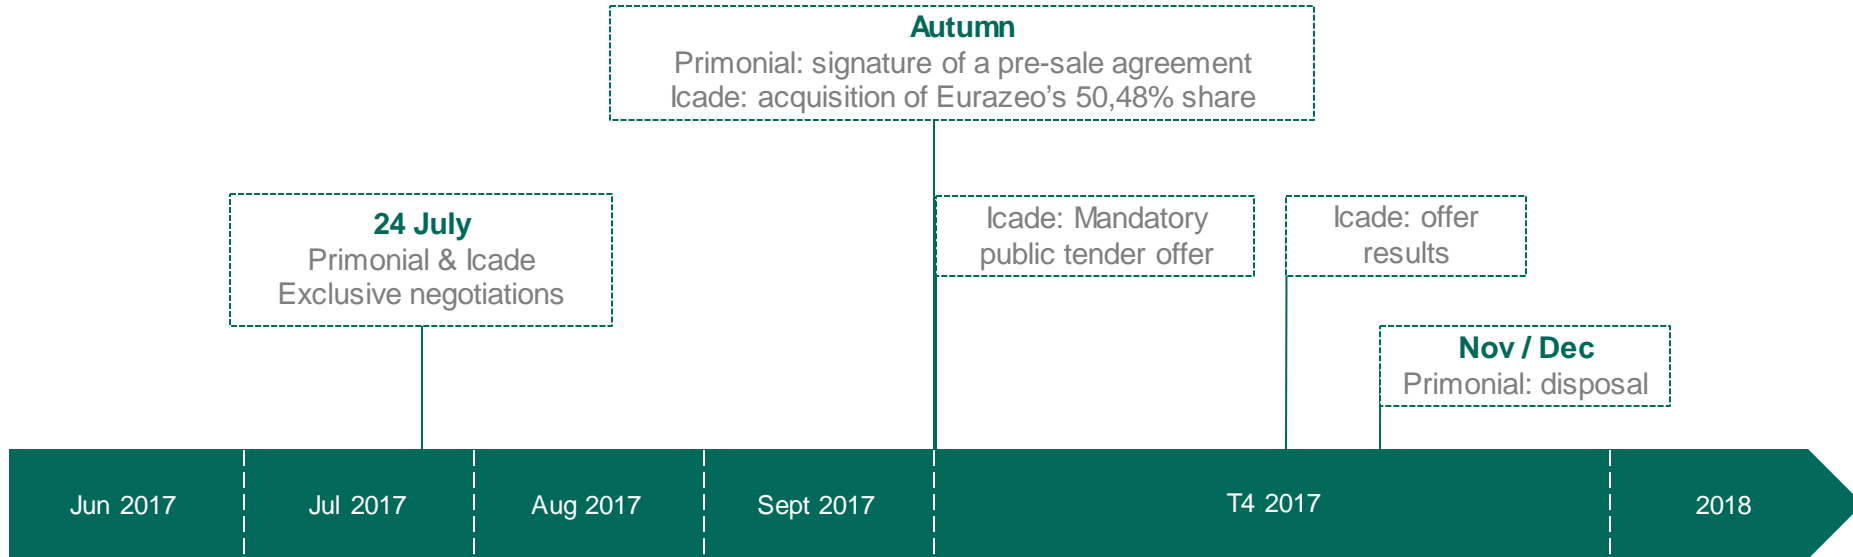 Autumn
Primonial: signature of a pre-sale agreement
Icade: acquisition of Eurazeo's 50,48% share
24 July
Primonial & Icade
Exclusive negotiations
Icade: Mandatory
public tender offer
Icade: offer
results
Nov / Dec
Primonial: disposal
Jun 2017
Jul 2017
Aug 2017
Sept 2017
T4 2017
2018